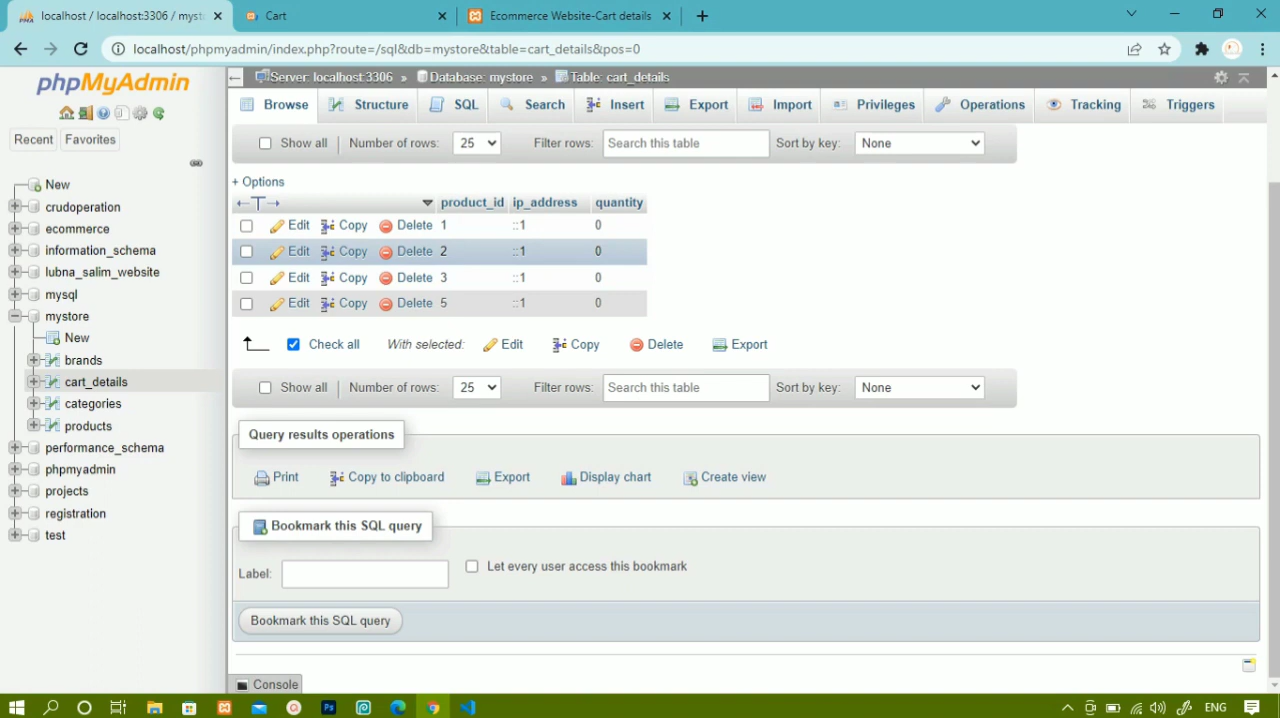 localhost / localhost:3306 / myst
Cart
Ecommerce Website-Cart details
localhost/phpmyadmin/index.php?route=/sql&db=mystore&table=cart_details&pos=0
phpMyAdmin
Recent
Favorites
New
crudoperation
ecommerce
information_schema
lubna_salim_website
mysql
mystore
New
brands
cart_details
categories
products
performance_schema
phpmyadmin
projects
registration
test
Server: localhost:3306 » Database: mystore » Table: cart_details
Browse Structure SQL Search Insert Export Import Privileges Operations Tracking Triggers
Show all Number of rows: 25 Filter rows: Search this table Sort by key: None
+ Options
←T→ product_id ip_address quantity
Edit Copy Delete 1 ::1 0
Edit Copy Delete 2 ::1 0
Edit Copy Delete 3 ::1 0
Edit Copy Delete 5 ::1 0
Check all With selected: Edit Copy Delete Export
Show all Number of rows: 25 Filter rows: Search this table Sort by key: None
Query results operations
Print Copy to clipboard Export Display chart Create view
Bookmark this SQL query
Label: Let every user access this bookmark
Bookmark this SQL query
Console
ENG